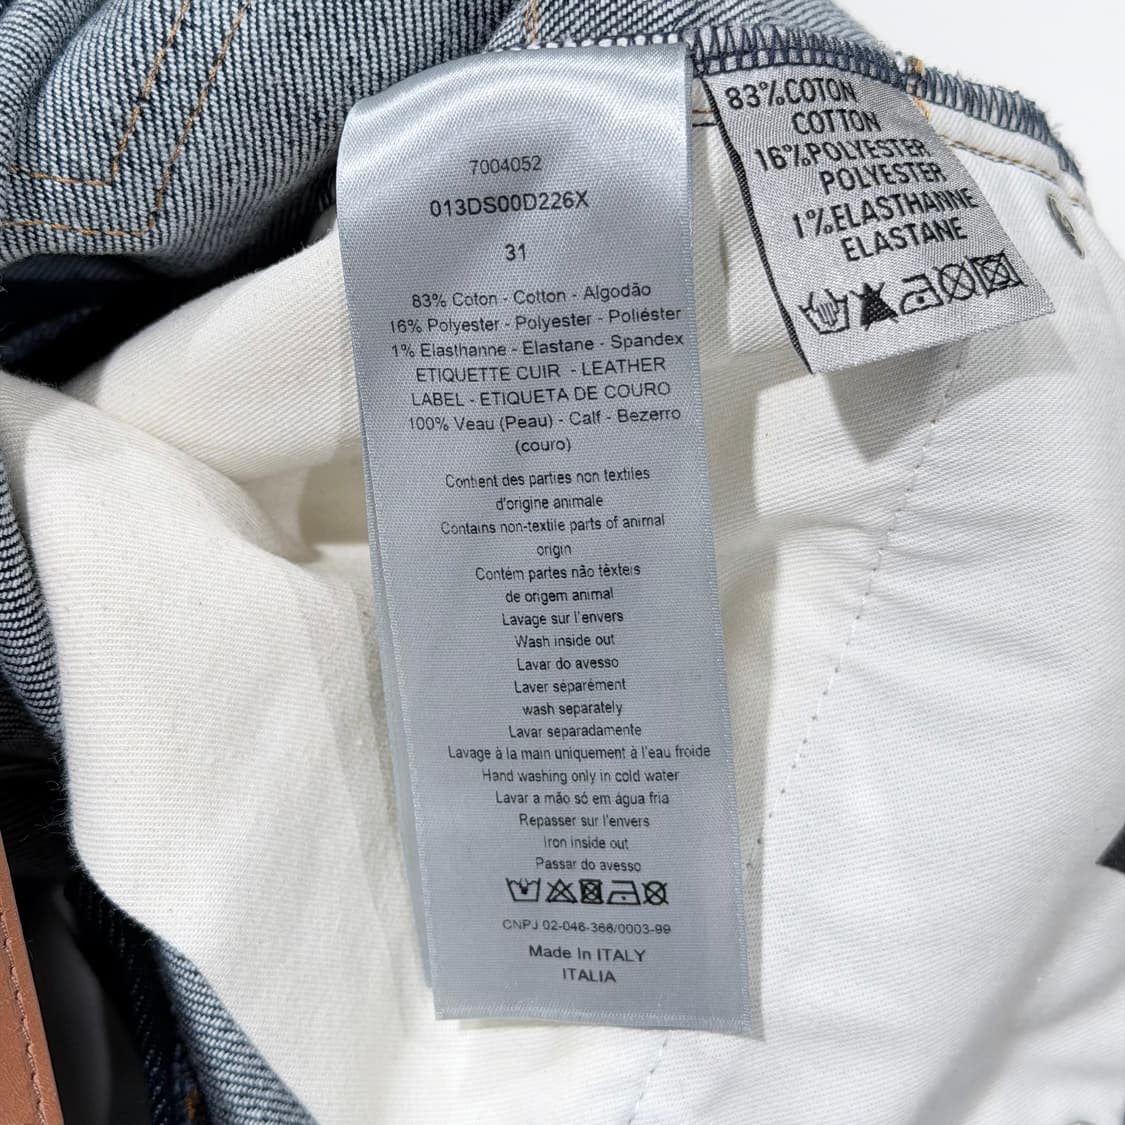 7004052
013DS00D226X
31
83% Coton - Cotton - Algodão
16% Polyester - Polyester - Poliéster
1% Elasthanne - Elastane - Spandex
ETIQUETTE CUIR - LEATHER
LABEL - ETIQUETA DE COURO
100% Veau (Peau) - Calf - Bezerro
(couro)
Contient des parties non textiles
d'origine animale
Contains non-textile parts of animal
origin
Contém partes não têxteis
de origem animal
Lavage sur l'envers
Wash inside out
Lavar do avesso
Laver séparément
wash separately
Lavar separadamente
Lavage à la main uniquement à l'eau froide
Hand washing only in cold water
Lavar a mão só em água fria
Repasser sur l'envers
Iron inside out
Passar do avesso
CNPJ 02-046-366/0003-99
Made In ITALY
ITALIA
83%COTON
COTTON
16%POLYESTER
POLYESTER
1%ELASTHANNE
ELASTANE